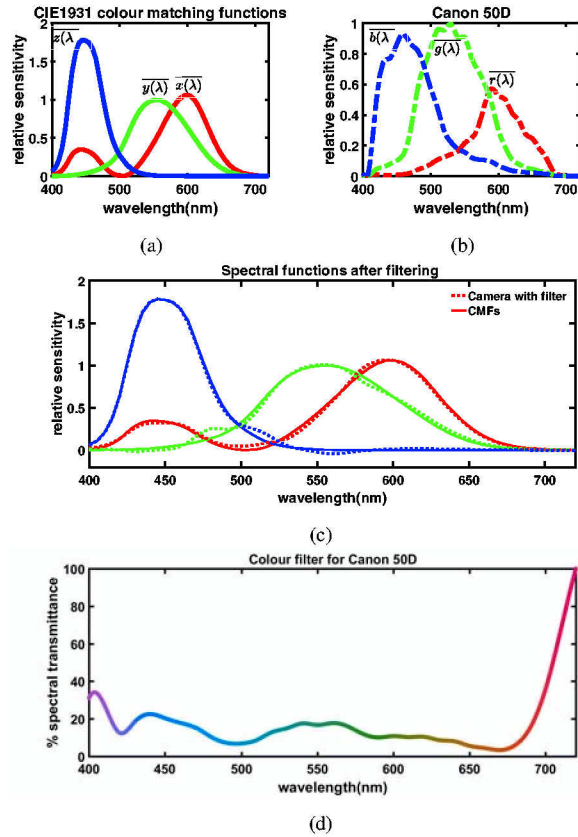 CIE1931 colour matching functions
relative sensitivity
2
1.5
1
0.5
0
z(λ
y(λ)
x(λ)
400 500 600 700
wavelength(nm)
(a)
Canon 50D
relative sensitivity
1
0.8
0.6
0.4
0.2
0
b(λ)
g(λ)
r(λ)
400 500 600 700
wavelength(nm)
(b)
Spectral functions after filtering
relative sensitivity
2
1.5
1
0.5
0
Camera with filter
CMFs
400 450 500 550 600 650 700
wavelength(nm)
(c)
Colour filter for Canon 50D
% spectral transmittance
100
80
60
40
20
0
400 450 500 550 600 650 700
wavelength(nm)
(d)